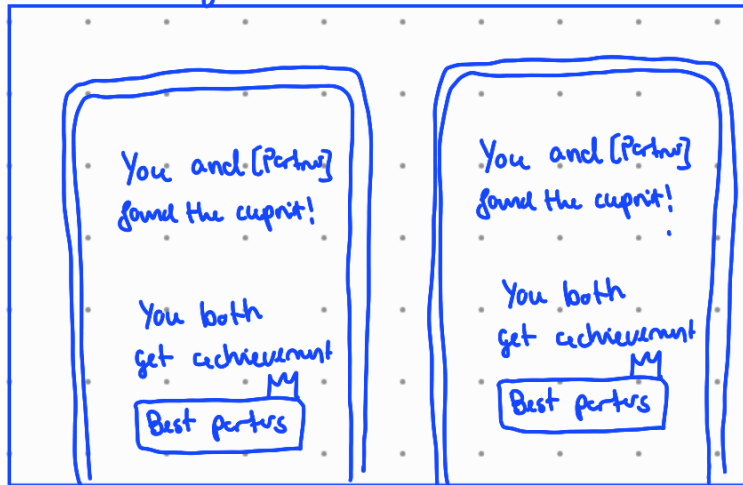 You and [Partner]
found the cuprit!
You both
get achievement
Best parters
You and [Partner]
found the cuprit!
You both
get achievement
Best parters